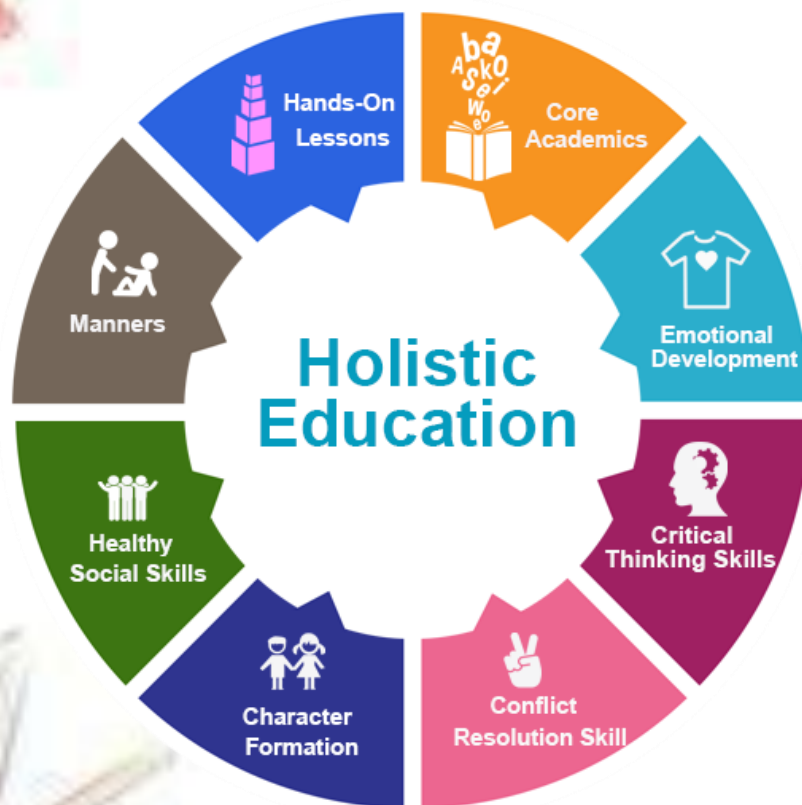 Holistic
Education
Core
Academics
Emotional
Development
Critical
Thinking Skills
Conflict
Resolution Skill
Character
Formation
Healthy
Social Skills
Manners
Hands-On
Lessons